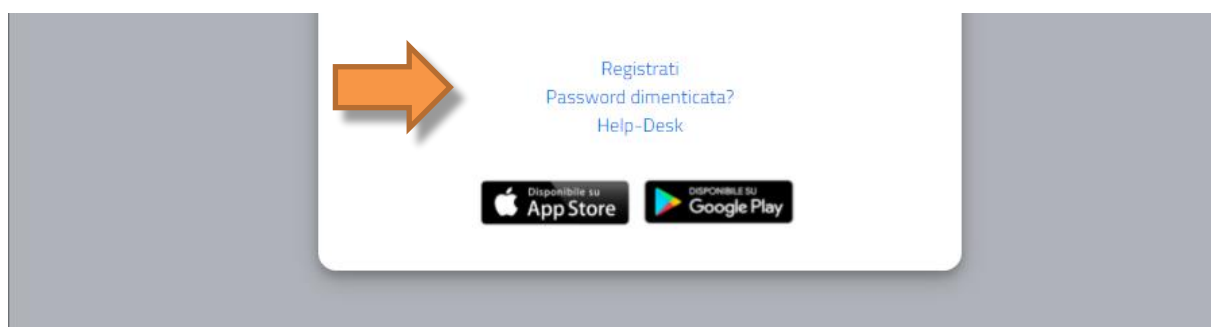 Registrati
Password dimenticata?
Help-Desk
Disponibile su
App Store
DISPONIBILE SU
Google Play